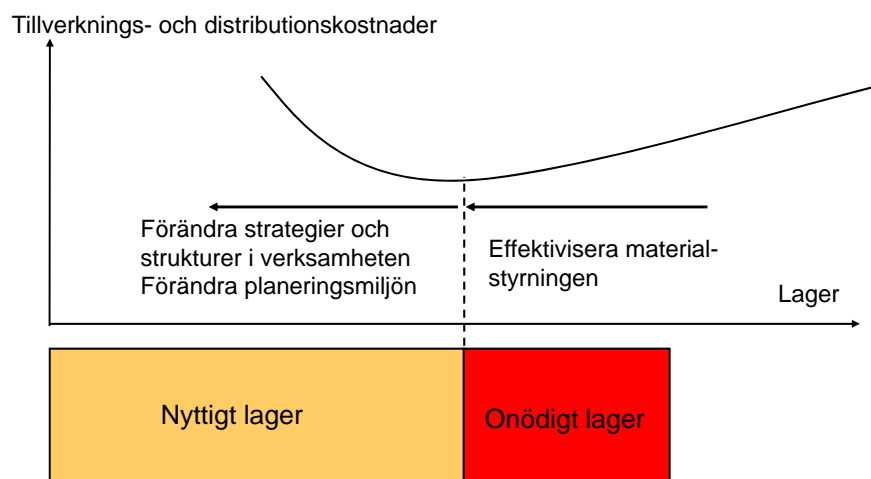 Tillverknings- och distributionskostnader
Förändra strategier och
strukturer i verksamheten
Förändra planeringsmiljön
Effektivisera material-
styrningen
Lager
Nyttigt lager
Onödigt lager